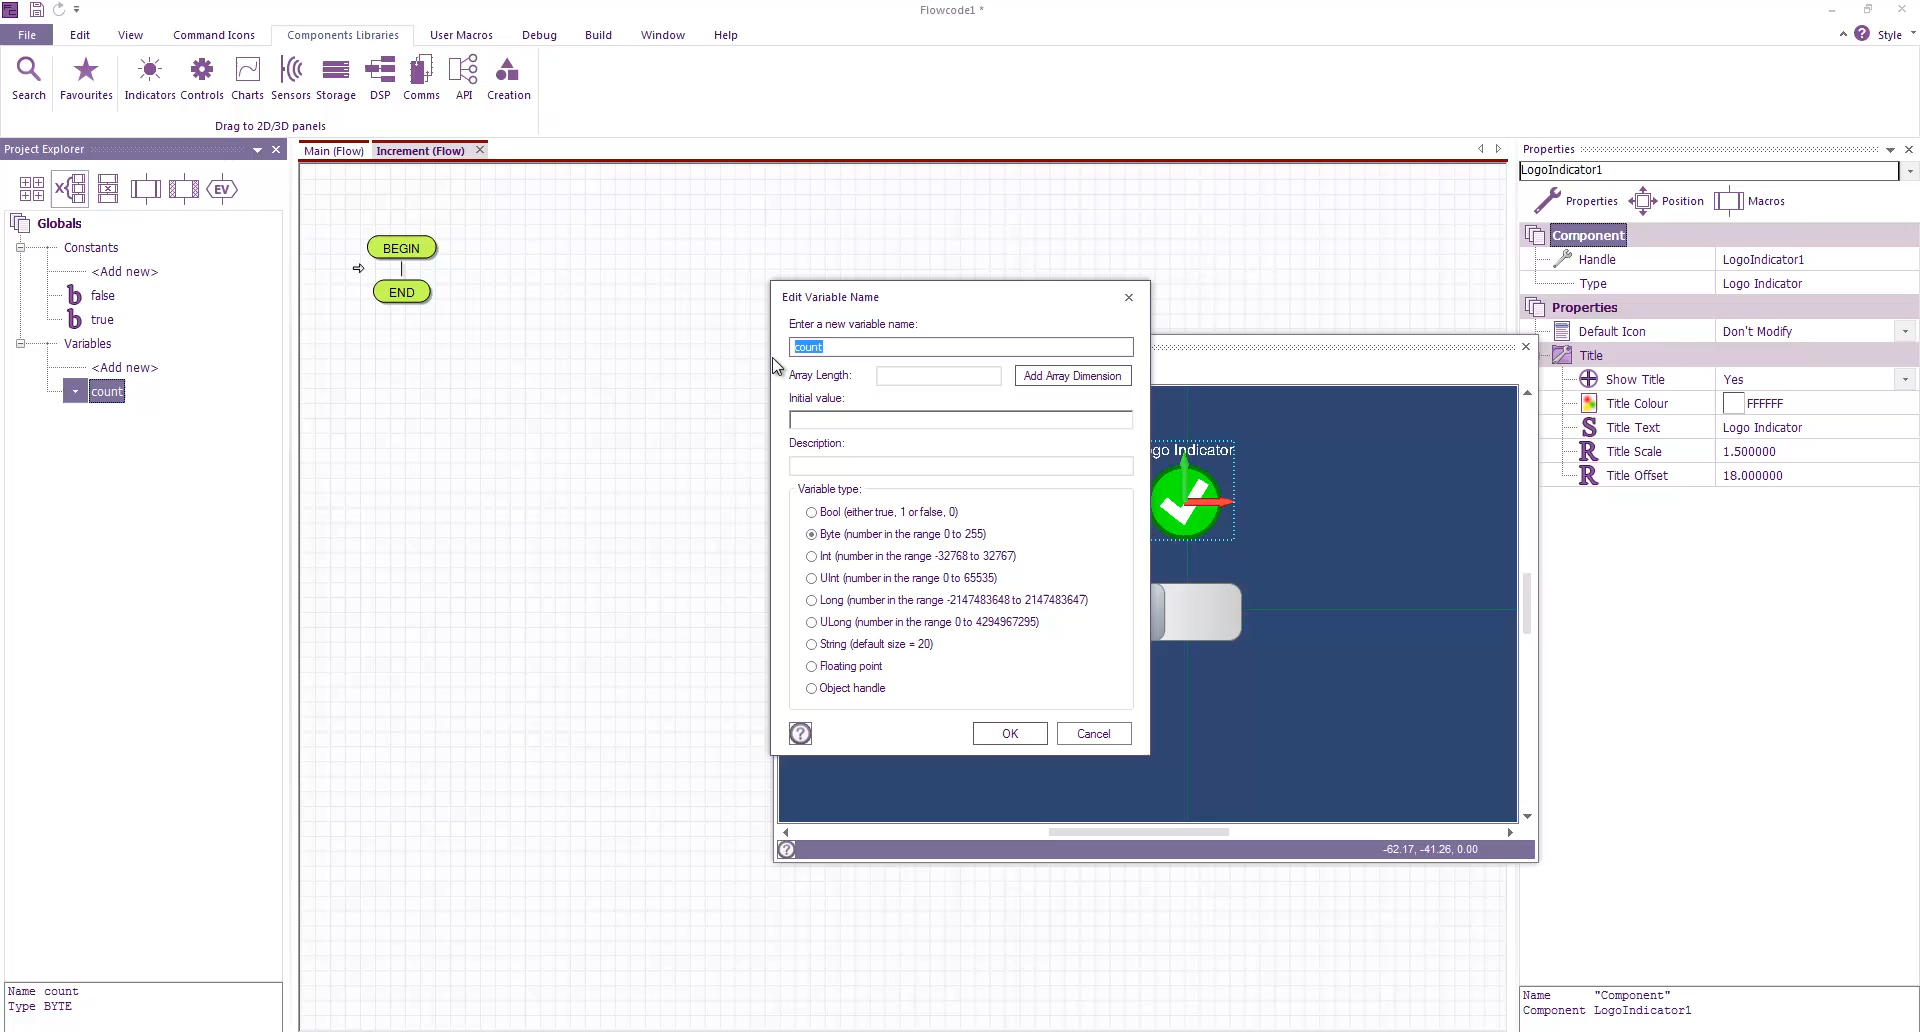 Flowcode1 *
File Edit View Command Icons Components Libraries User Macros Debug Build Window Help Style
Search Favourites Indicators Controls Charts Sensors Storage DSP Comms API Creation
Drag to 2D/3D panels
Project Explorer
Main (Flow) Increment (Flow)
Properties
LogoIndicator1
EV
Properties Position Macros
Globals
Constants
<Add new>
false
true
Variables
<Add new>
count
BEGIN
END
Edit Variable Name
Enter a new variable name:
count
Array Length:
Add Array Dimension
Initial value:
Description:
Variable type:
Bool (either true, 1 or false, 0)
Byte (number in the range 0 to 255)
Int (number in the range -32768 to 32767)
UInt (number in the range 0 to 65535)
Long (number in the range -2147483648 to 2147483647)
ULong (number in the range 0 to 4294967295)
String (default size = 20)
Floating point
Object handle
OK Cancel
go Indicator
-62.17, -41.26, 0.00
Component
Handle LogoIndicator1
Type Logo Indicator
Properties
Default Icon Don't Modify
Title
Show Title Yes
Title Colour FFFFFF
Title Text Logo Indicator
Title Scale 1.500000
Title Offset 18.000000
Name count
Type BYTE
Name "Component"
Component LogoIndicator1